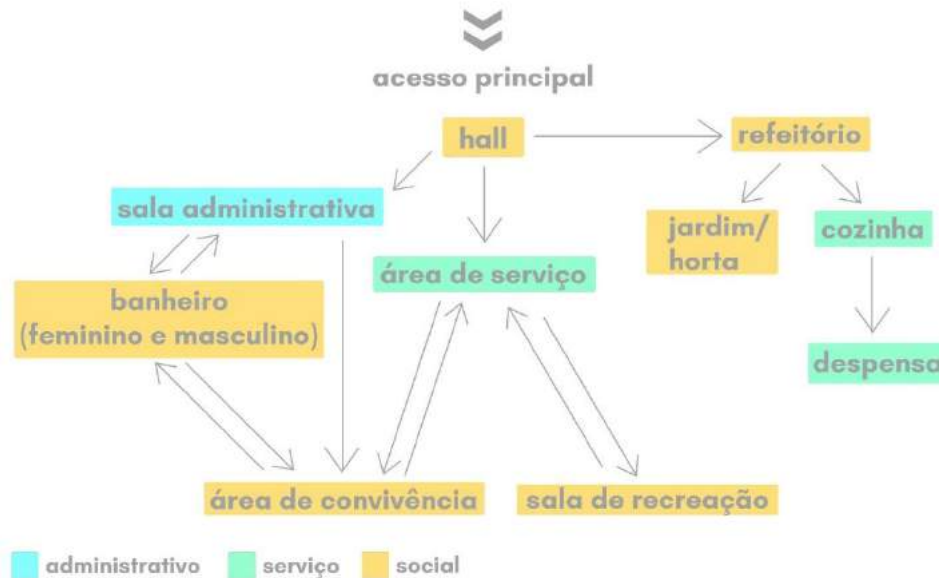 acesso principal
hall
refeitório
sala administrativa
jardim/
horta
cozinha
área de serviço
banheiro
(feminino e masculino)
despensa
área de convivência
sala de recreação
administrativo
serviço
social